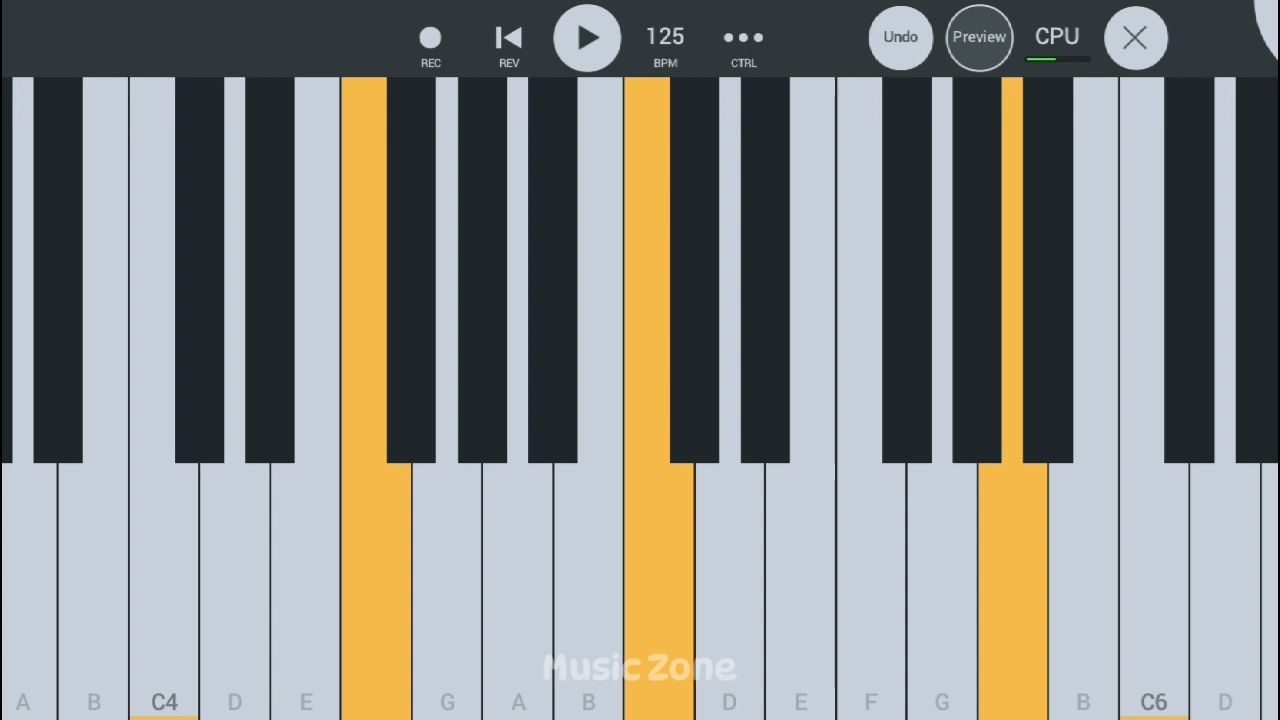 REC
REV
125
BPM
CTRL
Undo
Preview
CPU
A B C4 D E G A B D E F G B C6 D
Music Zone